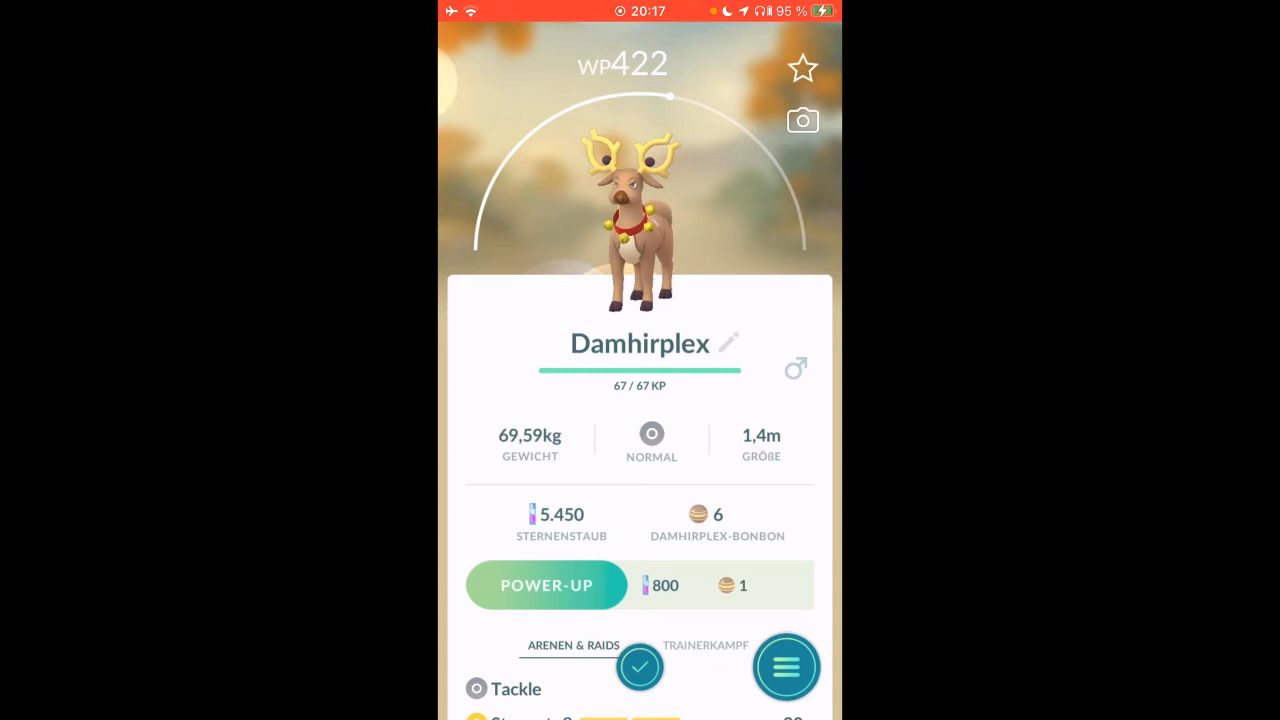 20:17
95 %
WP422
Damhirplex
67 / 67 KP
69,59kg
GEWICHT
NORMAL
1,4m
GRÖßE
5.450
STERNENSTAUB
6
DAMHIRPLEX-BONBON
POWER-UP
800
1
ARENEN & RAIDS
TRAINERKAMPF
Tackle